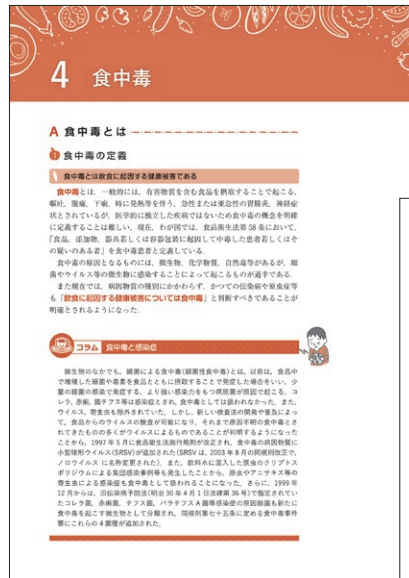 4 食中毒
A 食中毒とは
1 食中毒の定義
食中毒とは飲食に起因する健康被害である
食中毒とは、一般的には、有害物質を含む食品を摂取することで起こる、
嘔吐、腹痛、下痢、時に発熱等を伴う、急性または亜急性の胃腸炎、神経症
状とされているが、医学的に独立した疾病ではないため食中毒の概念を明確
に定義することは難しい。現在、わが国では、食品衛生法第 58 条において、
「食品、添加物、器具若しくは容器包装に起因して中毒した患者若しくはそ
の疑いのある者」を食中毒患者と定義している。
食中毒の原因となるものには、微生物、化学物質、自然毒等があるが、細
菌やウイルス等の微生物に感染することによって起こるものが過半である。
また現在では、病因物質の種別にかかわらず、かつての伝染病や原虫症等
も「飲食に起因する健康被害については食中毒」と判断すべきであることが
明確とされるようになった。
コラム 食中毒と感染症
微生物のなかでも、細菌による食中毒(細菌性食中毒)とは、以前は、食品中
で増殖した細菌や毒素を食品とともに摂取することで発症した場合をいい、少
量の細菌の感染で発症する、より強い感染力をもつ病原菌が原因で起こる、コ
レラ、赤痢、腸チフス等は感染症とされ、食中毒としては扱われなかった。また、
ウイルス、寄生虫も除外されていた。しかし、新しい検査法の開発や普及によっ
て、食品からのウイルスの検査が可能になり、それまで原因不明の食中毒とさ
れてきたものの多くがウイルスによるものであることが判明するようになった
ことから、1997 年 5 月に食品衛生法施行規則が改正され、食中毒の病因物質に
小型球形ウイルス(SRSV)が追加された(SRSV は、2003 年 8 月の同規則改正で、
ノロウイルス に名称変更された)。また、飲料水に混入した原虫のクリプトス
ポリジウムによる集団感染事例等も発生したことから、原虫やアニサキス等の
寄生虫による感染症も食中毒として扱われることになった。さらに、1999 年
12 月からは、旧伝染病予防法(明治 30 年 4 月 1 日法律第 36 号)で指定されてい
たコレラ菌、赤痢菌、チフス菌、パラチフス A 菌等感染症の原因細菌も新たに
食中毒を起こす微生物として分類され、同規則第七十五条に定める食中毒事件
票にこれらの 4 菌種が追加された。